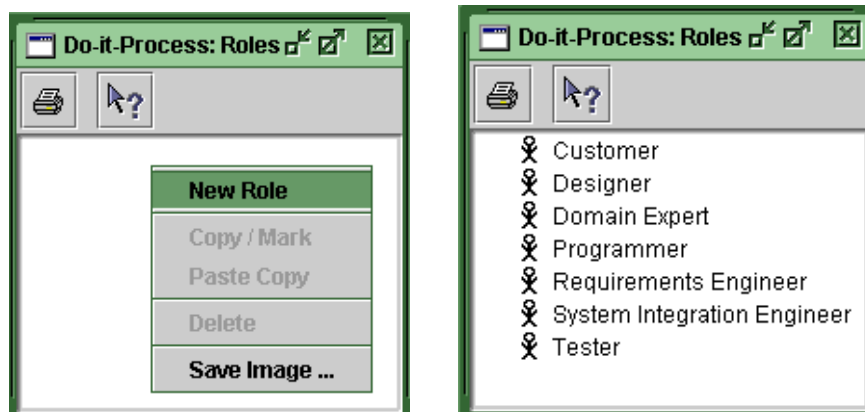 Do-it-Process: Roles
?
New Role
Copy / Mark
Paste Copy
Delete
Save Image ...
Do-it-Process: Roles
?
Customer
Designer
Domain Expert
Programmer
Requirements Engineer
System Integration Engineer
Tester